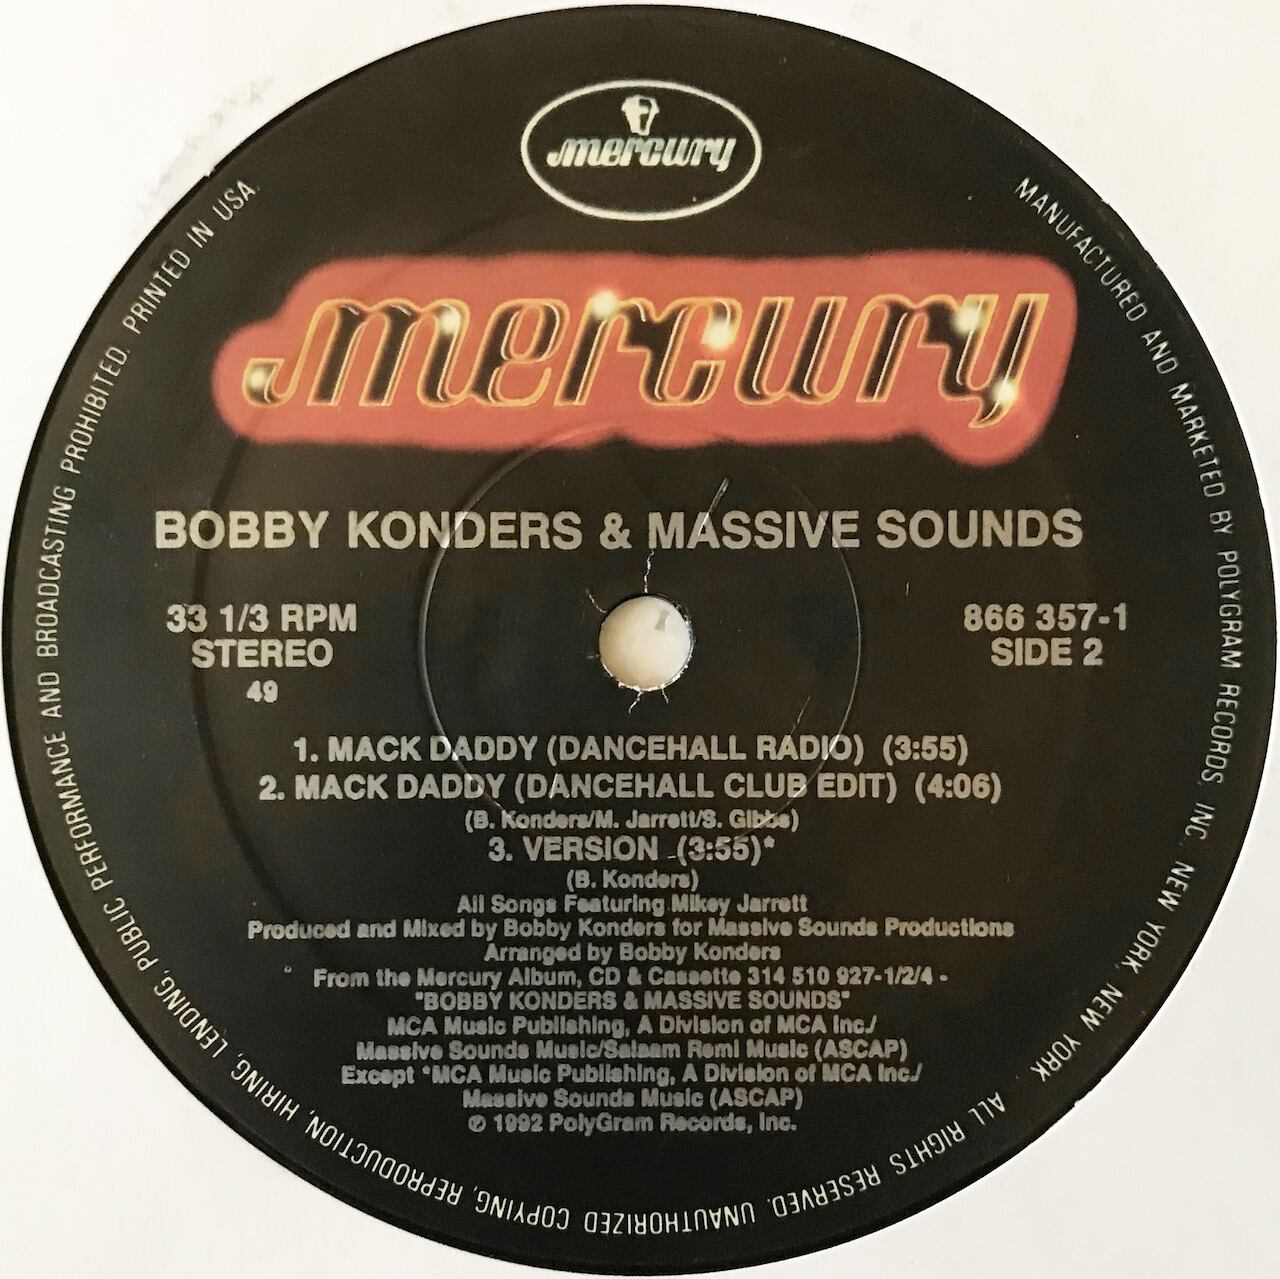 mercury
mercury
BOBBY KONDERS & MASSIVE SOUNDS
33 1/3 RPM
STEREO
49
866 357-1
SIDE 2
1. MACK DADDY (DANCEHALL RADIO) (3:55)
2. MACK DADDY (DANCEHALL CLUB EDIT) (4:06)
(B. Konders/M. Jarrett/S. Gibbs)
3. VERSION (3:55)*
(B. Konders)
All Songs Featuring Mikey Jarrett
Produced and Mixed by Bobby Konders for Massive Sounds Productions
Arranged by Bobby Konders
From the Mercury Album, CD & Cassette 314 510 927-1/2/4 -
"BOBBY KONDERS & MASSIVE SOUNDS"
MCA Music Publishing, A Division of MCA Inc./
Massive Sounds Music/Salaam Remi Music (ASCAP)
Except *MCA Music Publishing, A Division of MCA Inc./
Massive Sounds Music (ASCAP)
℗ 1992 PolyGram Records, Inc.
MANUFACTURED AND MARKETED BY POLYGRAM RECORDS, INC., NEW YORK, NEW YORK. ALL RIGHTS RESERVED. UNAUTHORIZED COPYING, REPRODUCTION, HIRING, LENDING, PUBLIC PERFORMANCE AND BROADCASTING PROHIBITED. PRINTED IN USA.